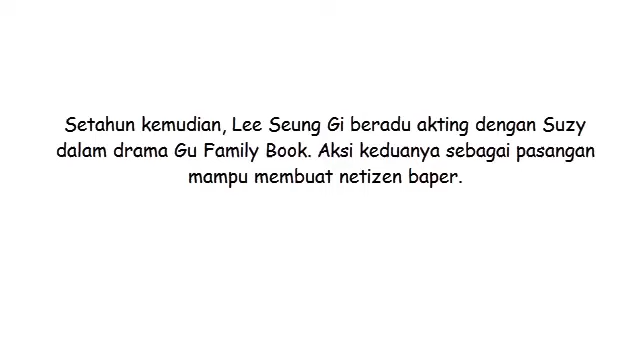 Setahun kemudian, Lee Seung Gi beradu akting dengan Suzy
dalam drama Gu Family Book. Aksi keduanya sebagai pasangan
mampu membuat netizen baper.